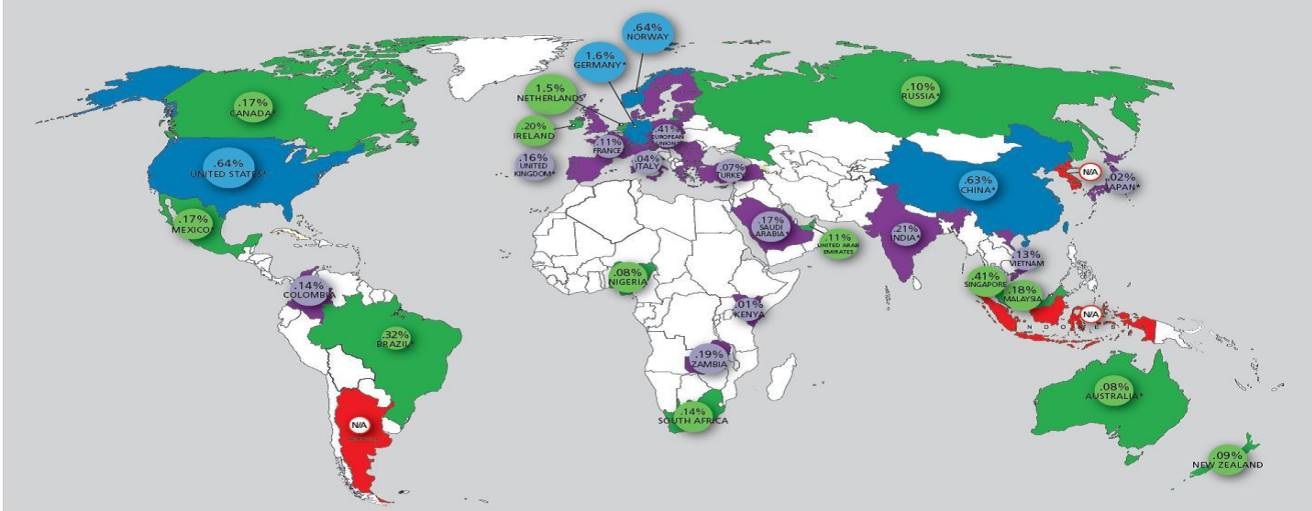 .64%
NORWAY
1.6%
GERMANY*
1.5%
NETHERLANDS*
.17%
CANADA*
.10%
RUSSIA*
.20%
IRELAND
.41%
EUROPEAN
UNION*
.11%
FRANCE*
.16%
UNITED
KINGDOM*
.04%
ITALY*
.07%
TURKEY
.64%
UNITED STATES*
.63%
CHINA*
N/A
.02%
JAPAN*
.17%
MEXICO*
.17%
SAUDI
ARABIA*
.11%
UNITED ARAB
EMIRATES
.21%
INDIA*
.13%
VIETNAM
.14%
COLOMBIA
.08%
NIGERIA
.41%
SINGAPORE
.18%
MALAYSIA
.01%
KENYA
N/A
.32%
BRAZIL*
.19%
ZAMBIA
.08%
AUSTRALIA*
.14%
SOUTH AFRICA
N/A
.09%
NEW ZEALAND